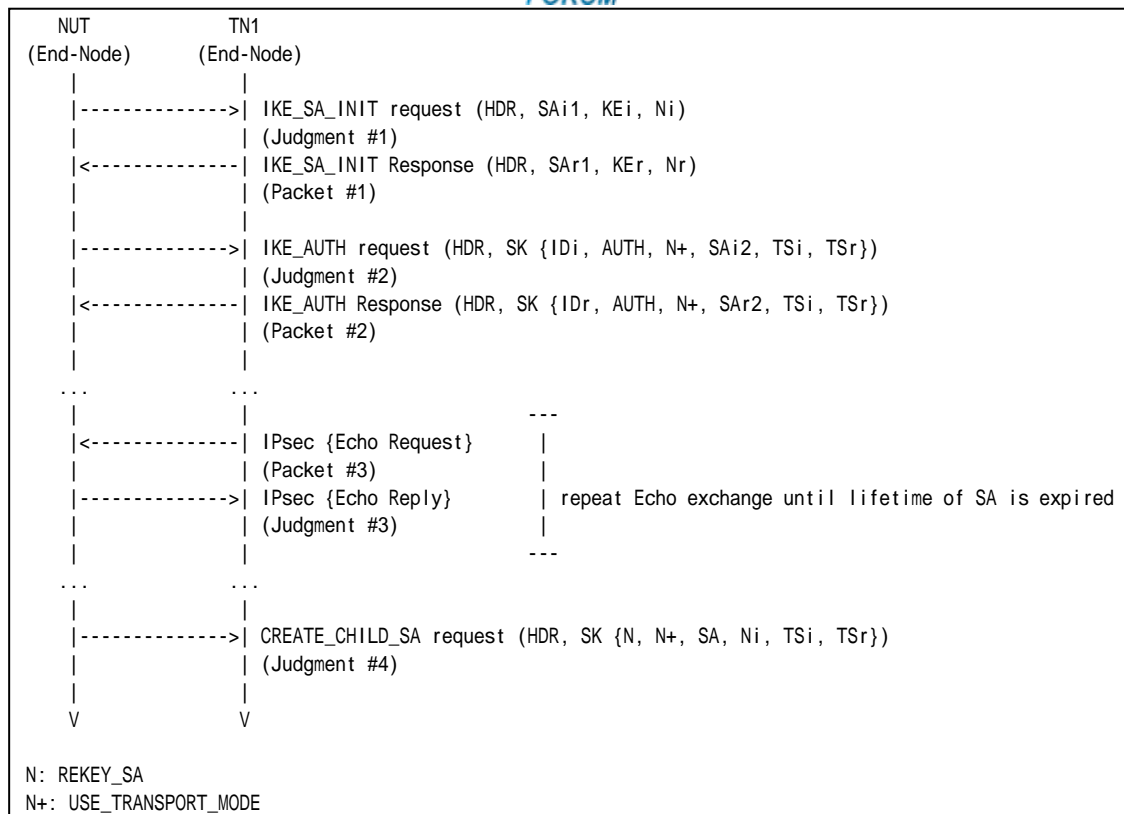 FORUM
NUT TN1
(End-Node) (End-Node)
| |
|-------------->| IKE_SA_INIT request (HDR, SAi1, KEi, Ni)
| | (Judgment #1)
|<--------------| IKE_SA_INIT Response (HDR, SAr1, KEr, Nr)
| | (Packet #1)
| |
|-------------->| IKE_AUTH request (HDR, SK {IDi, AUTH, N+, SAi2, TSi, TSr})
| | (Judgment #2)
|<--------------| IKE_AUTH Response (HDR, SK {IDr, AUTH, N+, SAr2, TSi, TSr})
| | (Packet #2)
| |
... ...
| | ---
|<--------------| IPsec {Echo Request} |
| | (Packet #3) |
|-------------->| IPsec {Echo Reply} | repeat Echo exchange until lifetime of SA is expired
| | (Judgment #3) |
| | ---
... ...
| |
|-------------->| CREATE_CHILD_SA request (HDR, SK {N, N+, SA, Ni, TSi, TSr})
| | (Judgment #4)
| |
V V
N: REKEY_SA
N+: USE_TRANSPORT_MODE